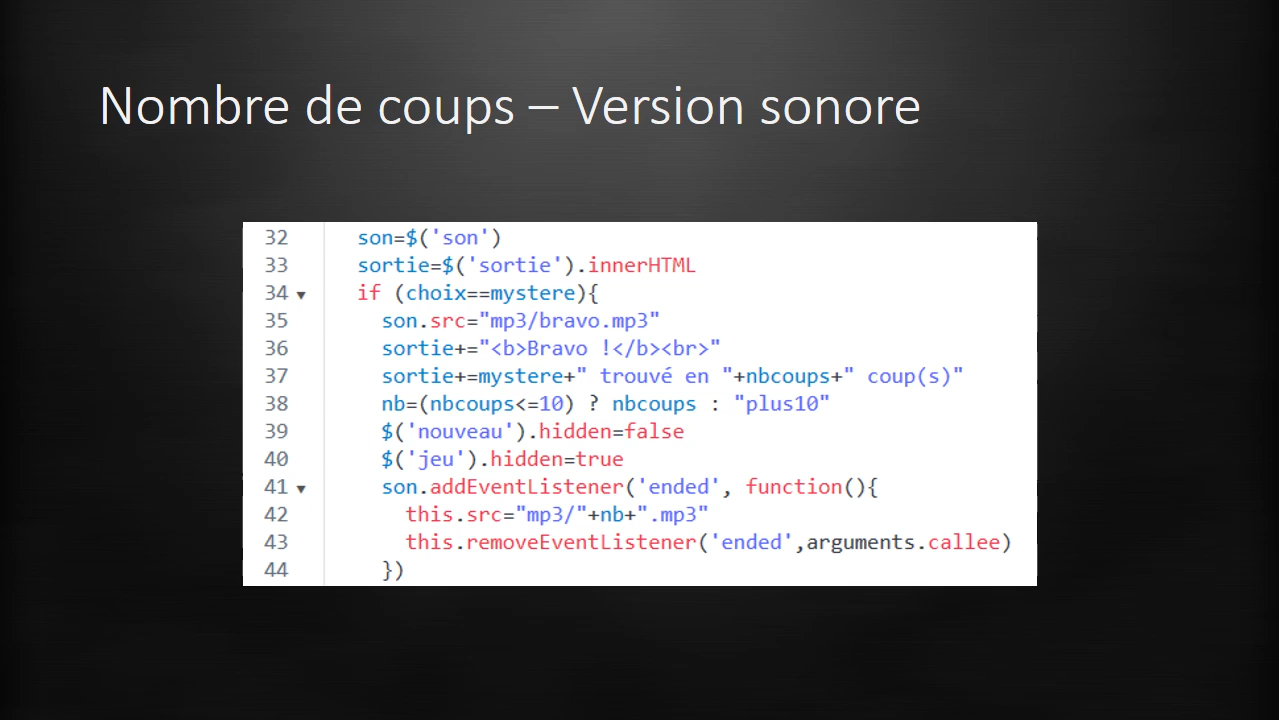 Nombre de coups – Version sonore
32 son=$('son')
33 sortie=$('sortie').innerHTML
34 if (choix==mystere){
35 son.src="mp3/bravo.mp3"
36 sortie+="<b>Bravo !</b><br>"
37 sortie+=mystere+" trouvé en "+nbcoups+" coup(s)"
38 nb=(nbcoups<=10) ? nbcoups : "plus10"
39 $('nouveau').hidden=false
40 $('jeu').hidden=true
41 son.addEventListener('ended', function(){
42 this.src="mp3/"+nb+".mp3"
43 this.removeEventListener('ended',arguments.callee)
44 })